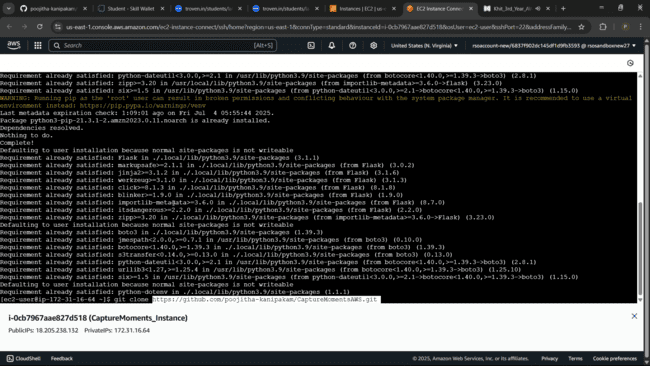 poojitha-kanipakam
Student - Skill Wallet
troven.in/students/la
troven.in/students/la
Instances | EC2 | us-
EC2 Instance Connec
us-east-1.console.aws.amazon.com/ec2-instance-connect/ssh/home?region=us-east-1&connType=standard&instanceId=i-0cb7967aae827d518&osUser=ec2-user&sshPort=22&addressFamily...
aws
Search
[Alt+S]
United States (N. Virginia)
Requirement already satisfied: python-dateutil<3.0.0,>=2.1 in /usr/lib/python3.9/site-packages (from botocore<1.40.0,>=1.39.3->boto3) (2.8.1)
Requirement already satisfied: zipp>=3.20 in /usr/local/lib/python3.9/site-packages (from importlib-metadata>=3.6.0->flask) (3.23.0)
Requirement already satisfied: six>=1.5 in /usr/lib/python3.9/site-packages (from python-dateutil<3.0.0,>=2.1->botocore<1.40.0,>=1.39.3->boto3) (1.15.0)
WARNING: Running pip as the 'root' user can result in broken permissions and conflicting behaviour with the system package manager. It is recommended to use a virtual
environment instead: https://pip.pypa.io/warnings/venv
Last metadata expiration check: 1:09:01 ago on Fri Jul 4 05:55:44 2025.
Package python3-pip-21.3.1-2.amzn2023.0.11.noarch is already installed.
Dependencies resolved.
Nothing to do.
Complete!
Defaulting to user installation because normal site-packages is not writeable
Requirement already satisfied: Flask in ./.local/lib/python3.9/site-packages (3.1.1)
Requirement already satisfied: markupsafe>=2.1.1 in ./.local/lib/python3.9/site-packages (from Flask) (3.0.2)
Requirement already satisfied: jinja2>=3.1.2 in ./.local/lib/python3.9/site-packages (from Flask) (3.1.6)
Requirement already satisfied: werkzeug>=3.1.0 in ./.local/lib/python3.9/site-packages (from Flask) (3.1.3)
Requirement already satisfied: click>=8.1.3 in ./.local/lib/python3.9/site-packages (from Flask) (8.1.8)
Requirement already satisfied: blinker>=1.9.0 in ./.local/lib/python3.9/site-packages (from Flask) (1.9.0)
Requirement already satisfied: importlib-metadata>=3.6.0 in ./.local/lib/python3.9/site-packages (from Flask) (8.7.0)
Requirement already satisfied: itsdangerous>=2.2.0 in ./.local/lib/python3.9/site-packages (from Flask) (2.2.0)
Requirement already satisfied: zipp>=3.20 in ./.local/lib/python3.9/site-packages (from importlib-metadata>=3.6.0->Flask) (3.23.0)
Defaulting to user installation because normal site-packages is not writeable
Requirement already satisfied: boto3 in ./.local/lib/python3.9/site-packages (1.39.3)
Requirement already satisfied: jmespath<2.0.0,>=0.7.1 in /usr/lib/python3.9/site-packages (from boto3) (0.10.0)
Requirement already satisfied: botocore<1.40.0,>=1.39.3 in ./.local/lib/python3.9/site-packages (from boto3) (1.39.3)
Requirement already satisfied: s3transfer<0.14.0,>=0.13.0 in ./.local/lib/python3.9/site-packages (from boto3) (0.13.0)
Requirement already satisfied: python-dateutil<3.0.0,>=2.1 in /usr/lib/python3.9/site-packages (from botocore<1.40.0,>=1.39.3->boto3) (2.8.1)
Requirement already satisfied: urllib3<1.27,>=1.25.4 in /usr/lib/python3.9/site-packages (from botocore<1.40.0,>=1.39.3->boto3) (1.25.10)
Requirement already satisfied: six>=1.5 in /usr/lib/python3.9/site-packages (from python-dateutil<3.0.0,>=2.1->botocore<1.40.0,>=1.39.3->boto3) (1.15.0)
Defaulting to user installation because normal site-packages is not writeable
Requirement already satisfied: python-dotenv in ./.local/lib/python3.9/site-packages (1.1.1)
[ec2-user@ip-172-31-16-64 ~]$ git clone https://github.com/poojitha-kanipakam/CaptureMomentsAWS.git
i-0cb7967aae827d518 (CaptureMoments_Instance)
PublicIPs: 18.205.238.132 PrivateIPs: 172.31.16.64
CloudShell
Feedback
© 2025, Amazon Web Services, Inc. or its affiliates.
Privacy
Terms
Cookie preferences